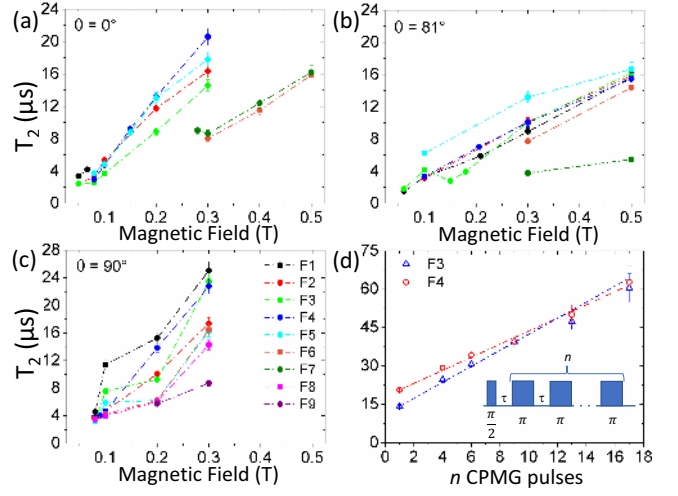 (a)
θ = 0°
24
20
16
12
8
4
0
T₂ (μs)
0.1 0.2 0.3 0.4 0.5
Magnetic Field (T)
(b)
θ = 81°
24
20
16
12
8
4
0
0.1 0.2 0.3 0.4 0.5
Magnetic Field (T)
(c)
θ = 90°
28
24
20
16
12
8
4
0
T₂ (μs)
F1
F2
F3
F4
F5
F6
F7
F8
F9
0.1 0.2 0.3 0.4 0.5
Magnetic Field (T)
(d)
75
60
45
30
15
0
F3
F4
n
τ τ
π/2 π π . . . π
0 2 4 6 8 10 12 14 16 18
n CPMG pulses